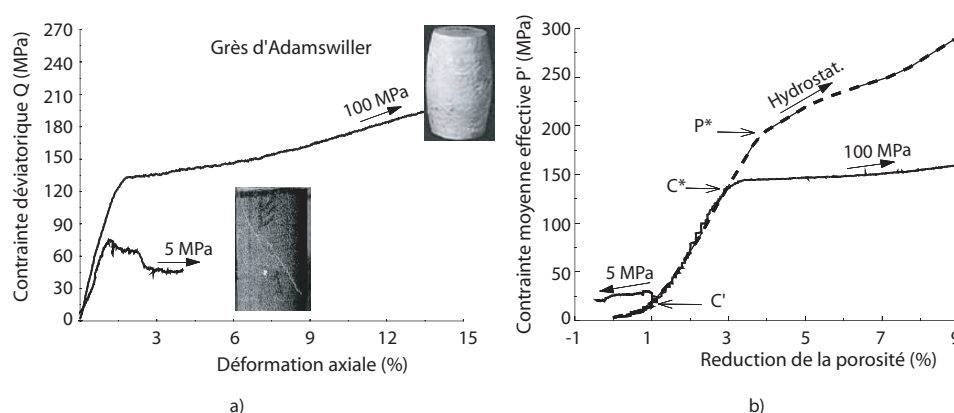 Contrainte déviatorique Q (MPa)
270
240
210
180
150
120
90
60
30
0
Grès d'Adamswiller
100 MPa
5 MPa
3
6
9
12
15
Déformation axiale (%)
a)
Contrainte moyenne effective P' (MPa)
300
250
200
150
100
50
0
Hydrostat.
P*
100 MPa
C*
5 MPa
C'
-1
1
3
5
7
9
Reduction de la porosité (%)
b)